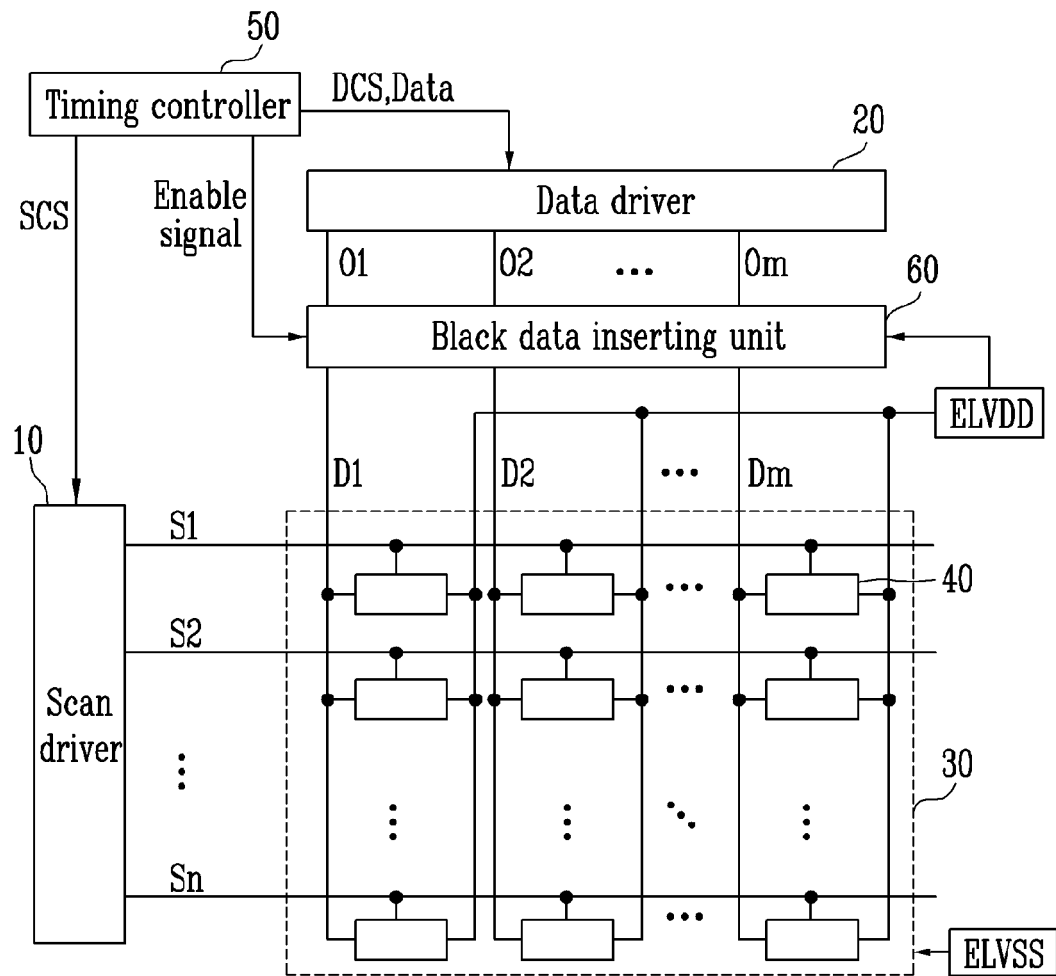 50
Timing controller
DCS,Data
20
SCS
Enable
signal
Data driver
O1
O2
...
Om
60
Black data inserting unit
ELVDD
10
D1
D2
...
Dm
S1
...
40
S2
...
Scan
driver
30
Sn
...
ELVSS